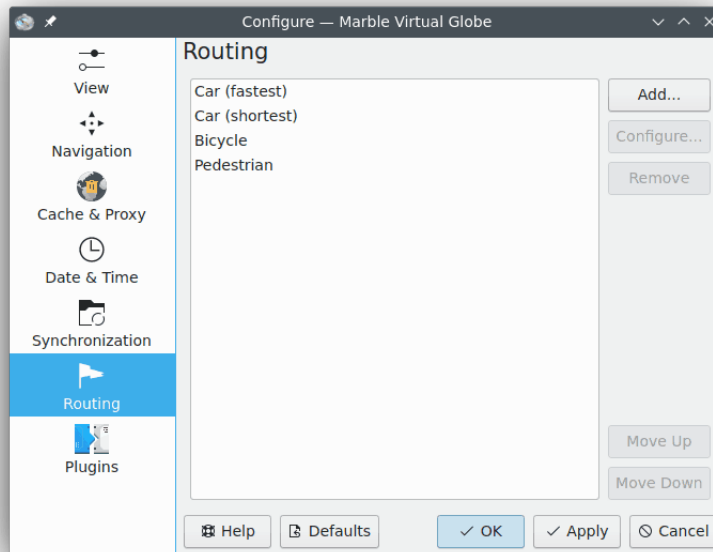 Configure — Marble Virtual Globe
View
Navigation
Cache & Proxy
Date & Time
Synchronization
Routing
Plugins
Routing
Car (fastest)
Car (shortest)
Bicycle
Pedestrian
Add...
Configure...
Remove
Move Up
Move Down
Help
Defaults
OK
Apply
Cancel